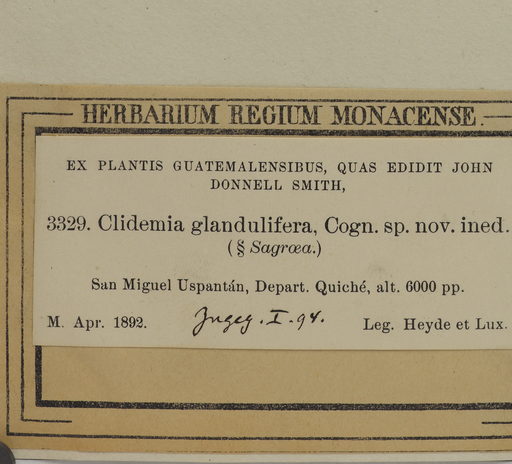 HERBARIUM REGIUM MONACENSE.
EX PLANTIS GUATEMALENSIBUS, QUAS EDIDIT JOHN
DONNELL SMITH,
3329. Clidemia glandulifera, Cogn. sp. nov. ined.
(§ Sagrœa.)
San Miguel Uspantán, Depart. Quiché, alt. 6000 pp.
M. Apr. 1892. I. 94. Leg. Heyde et Lux.